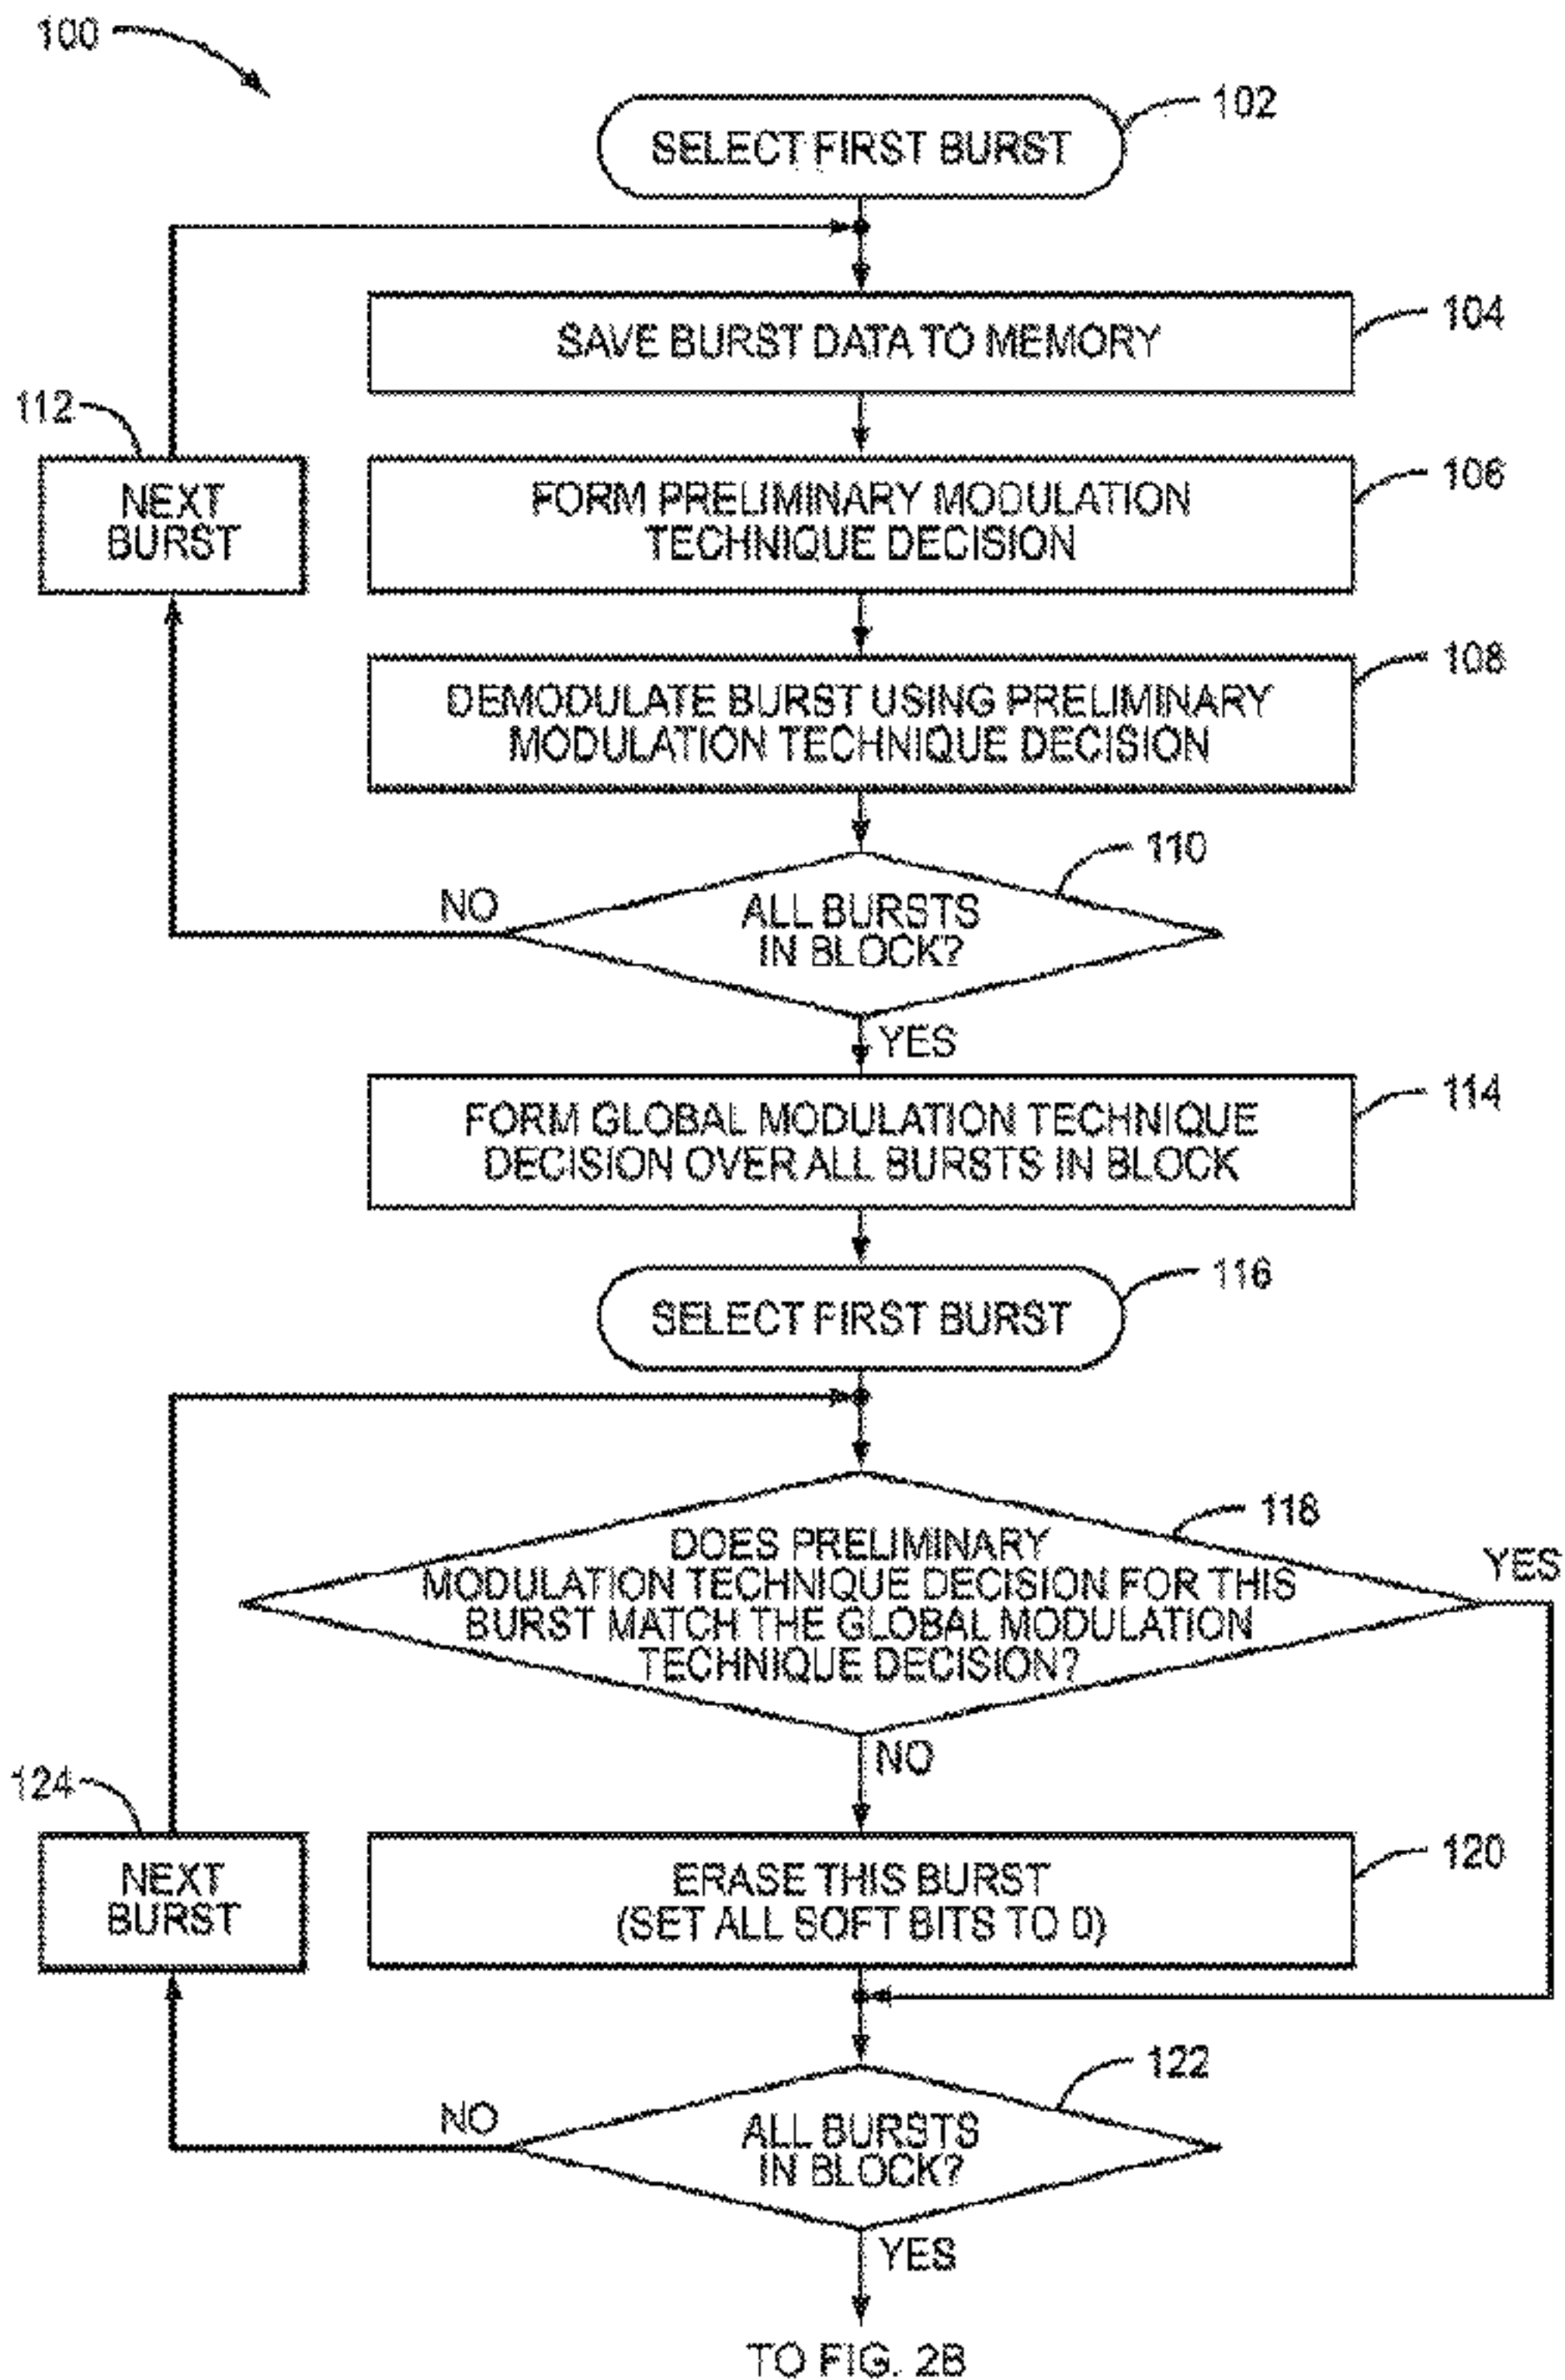 100
SELECT FIRST BURST
102
SAVE BURST DATA TO MEMORY
104
112
NEXT
BURST
FORM PRELIMINARY MODULATION
TECHNIQUE DECISION
106
DEMODULATE BURST USING PRELIMINARY
MODULATION TECHNIQUE DECISION
108
110
NO
ALL BURSTS
IN BLOCK?
YES
FORM GLOBAL MODULATION TECHNIQUE
DECISION OVER ALL BURSTS IN BLOCK
114
SELECT FIRST BURST
116
118
DOES PRELIMINARY
MODULATION TECHNIQUE DECISION FOR THIS
BURST MATCH THE GLOBAL MODULATION
TECHNIQUE DECISION?
YES
NO
124
NEXT
BURST
ERASE THIS BURST
(SET ALL SOFT BITS TO 0)
120
122
NO
ALL BURSTS
IN BLOCK?
YES
TO FIG. 2B